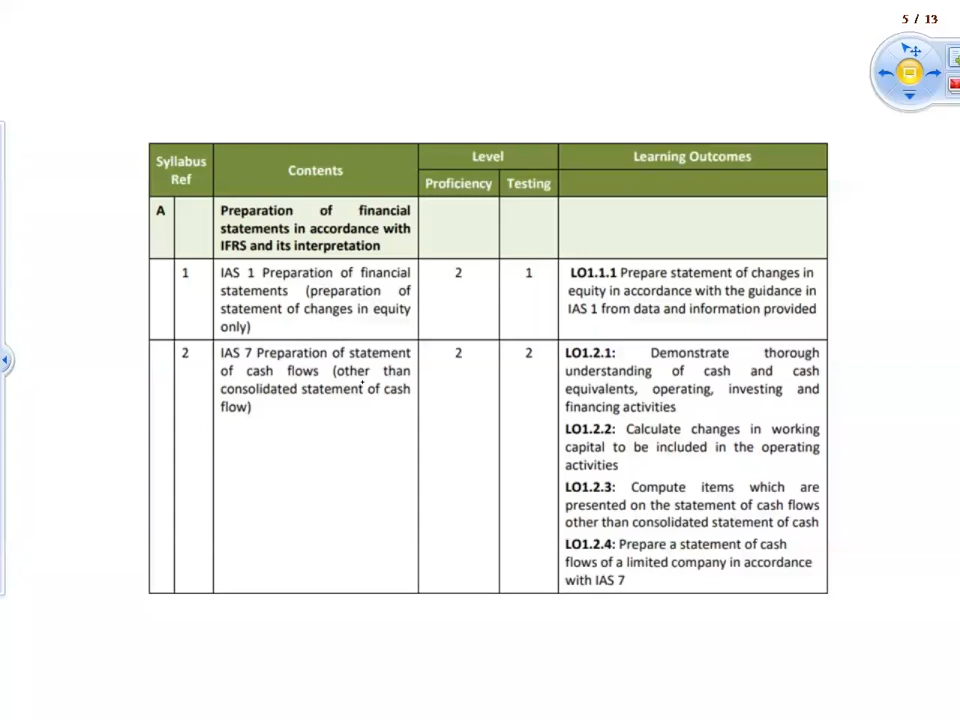 5 / 13
Syllabus
Ref
Contents
Level
Learning Outcomes
Proficiency
Testing
A
Preparation of financial
statements in accordance with
IFRS and its interpretation
1
IAS 1 Preparation of financial
statements (preparation of
statement of changes in equity
only)
2
1
LO1.1.1 Prepare statement of changes in
equity in accordance with the guidance in
IAS 1 from data and information provided
2
IAS 7 Preparation of statement
of cash flows (other than
consolidated statement of cash
flow)
2
2
LO1.2.1: Demonstrate thorough
understanding of cash and cash
equivalents, operating, investing and
financing activities
LO1.2.2: Calculate changes in working
capital to be included in the operating
activities
LO1.2.3: Compute items which are
presented on the statement of cash flows
other than consolidated statement of cash
LO1.2.4: Prepare a statement of cash
flows of a limited company in accordance
with IAS 7